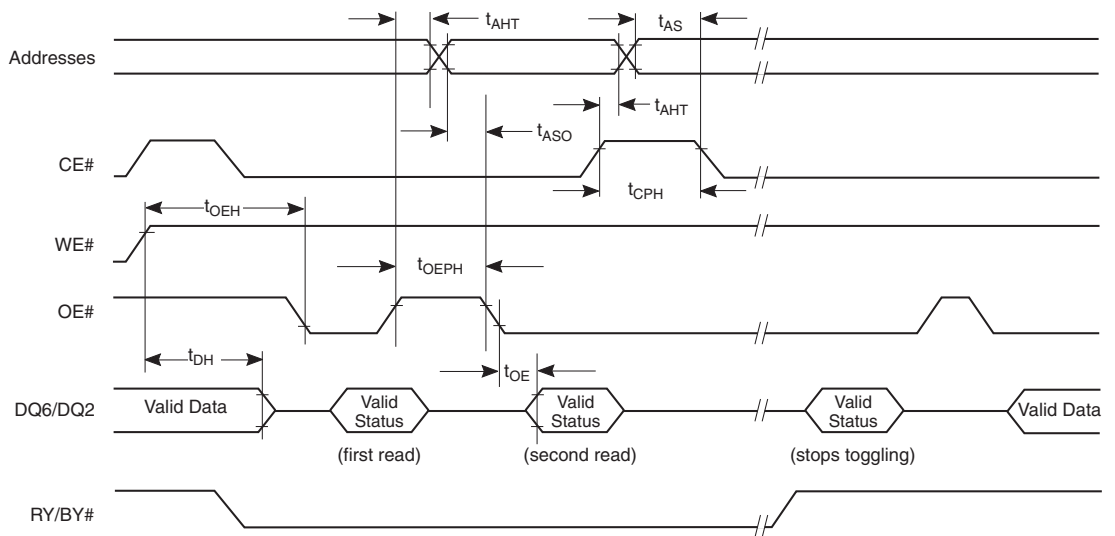 tAHT
tAS
Addresses
tAHT
tASO
CE#
tCPH
tOEH
WE#
tOEPH
OE#
tDH
tOE
DQ6/DQ2
Valid Data
Valid
Status
Valid
Status
Valid
Status
Valid Data
(first read)
(second read)
(stops toggling)
RY/BY#